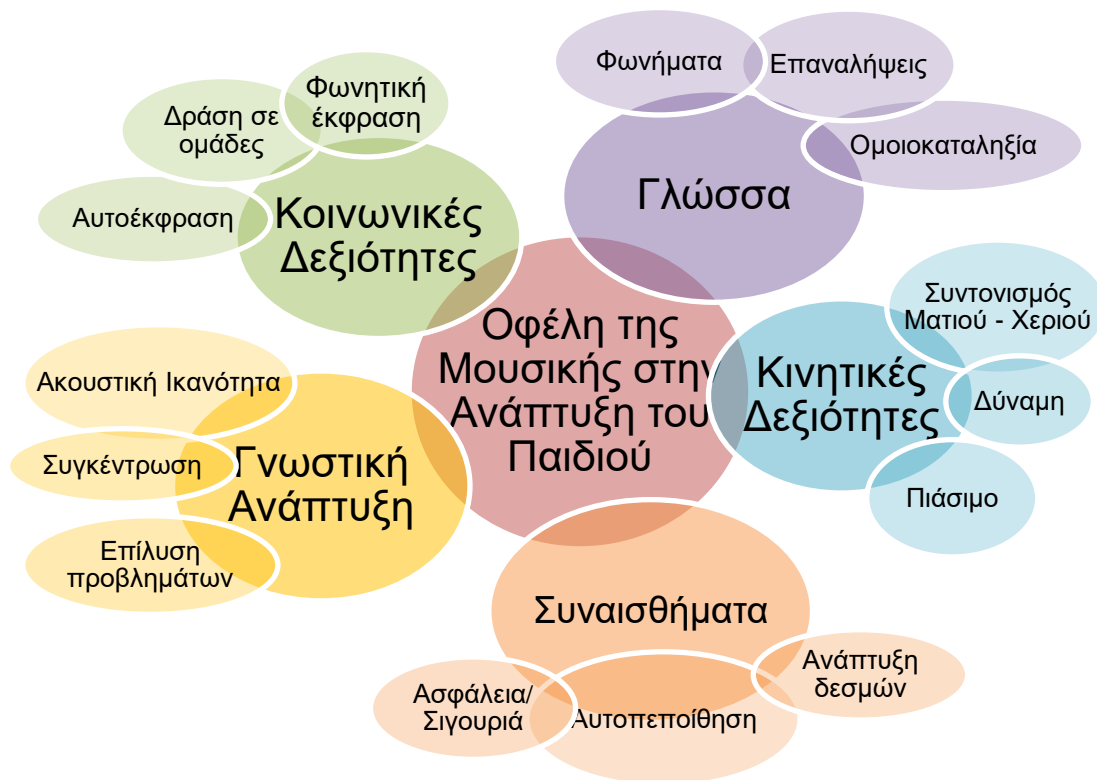 Φωνητική
έκφραση
Δράση σε
ομάδες
Αυτοέκφραση
Κοινωνικές
Δεξιότητες
Φωνήματα
Επαναλήψεις
Ομοιοκαταληξία
Γλώσσα
Οφέλη της
Μουσικής στην
Ανάπτυξη του
Παιδιού
Συντονισμός
Ματιού - Χεριού
Δύναμη
Πιάσιμο
Κινητικές
Δεξιότητες
Ακουστική Ικανότητα
Συγκέντρωση
Επίλυση
προβλημάτων
Γνωστική
Ανάπτυξη
Συναισθήματα
Ασφάλεια/
Σιγουριά
Αυτοπεποίθηση
Ανάπτυξη
δεσμών